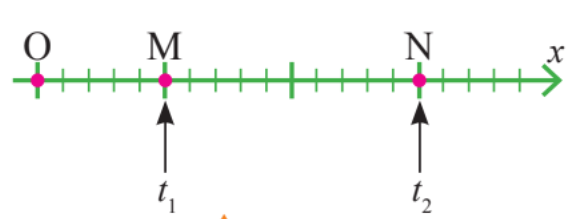 O M N x
t₁ t₂